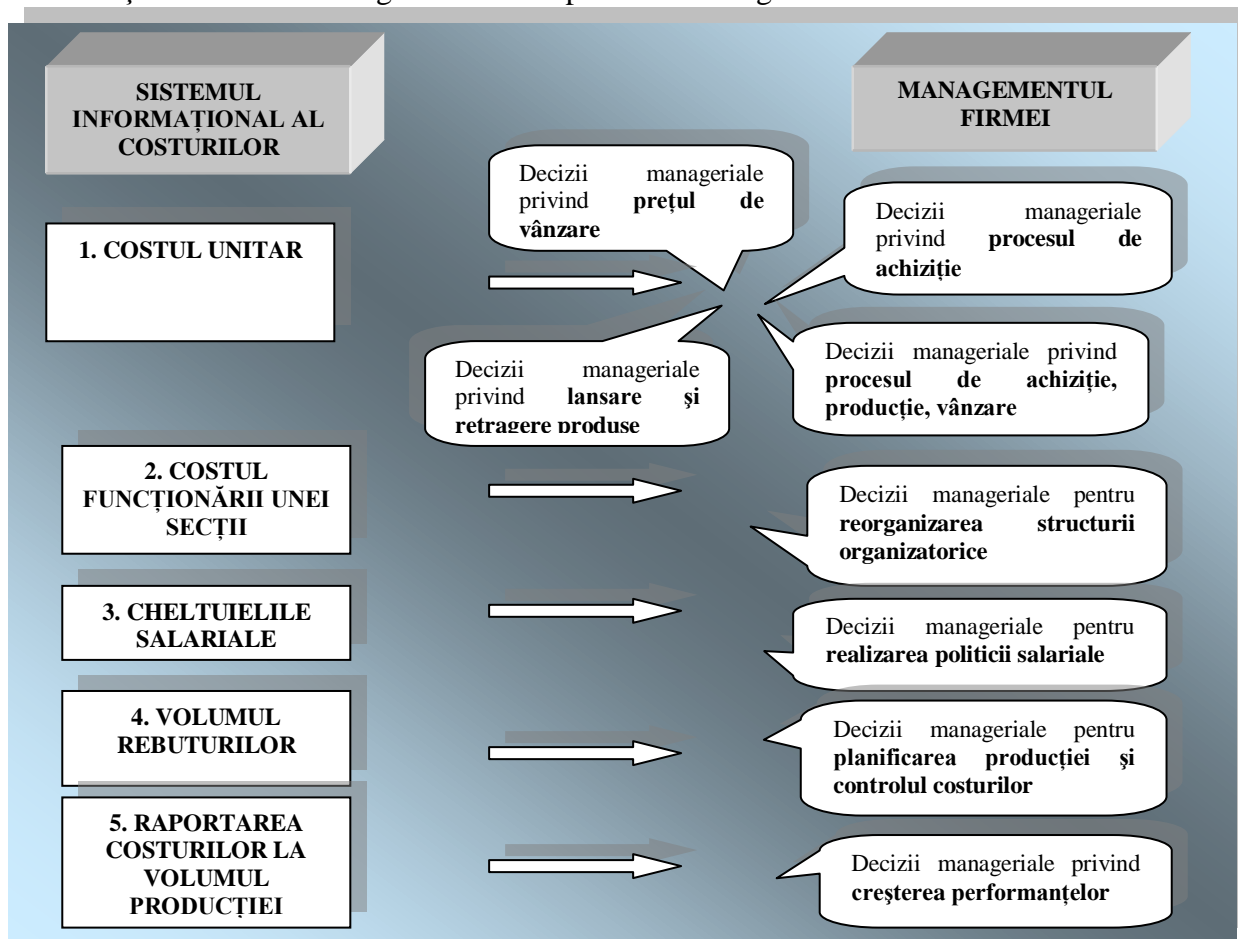 SISTEMUL
INFORMAȚIONAL AL
COSTURILOR
MANAGEMENTUL
FIRMEI
1. COSTUL UNITAR
Decizii manageriale
privind prețul de
vânzare
Decizii manageriale
privind procesul de
achiziție
Decizii manageriale
privind lansare şi
retragere produse
Decizii manageriale privind
procesul de achiziție,
producție, vânzare
2. COSTUL
FUNCȚIONĂRII UNEI
SECȚII
Decizii manageriale pentru
reorganizarea structurii
organizatorice
3. CHELTUIELILE
SALARIALE
Decizii manageriale pentru
realizarea politicii salariale
4. VOLUMUL
REBUTURILOR
Decizii manageriale pentru
planificarea producției şi
controlul costurilor
5. RAPORTAREA
COSTURILOR LA
VOLUMUL
PRODUCȚIEI
Decizii manageriale privind
creşterea performanțelor